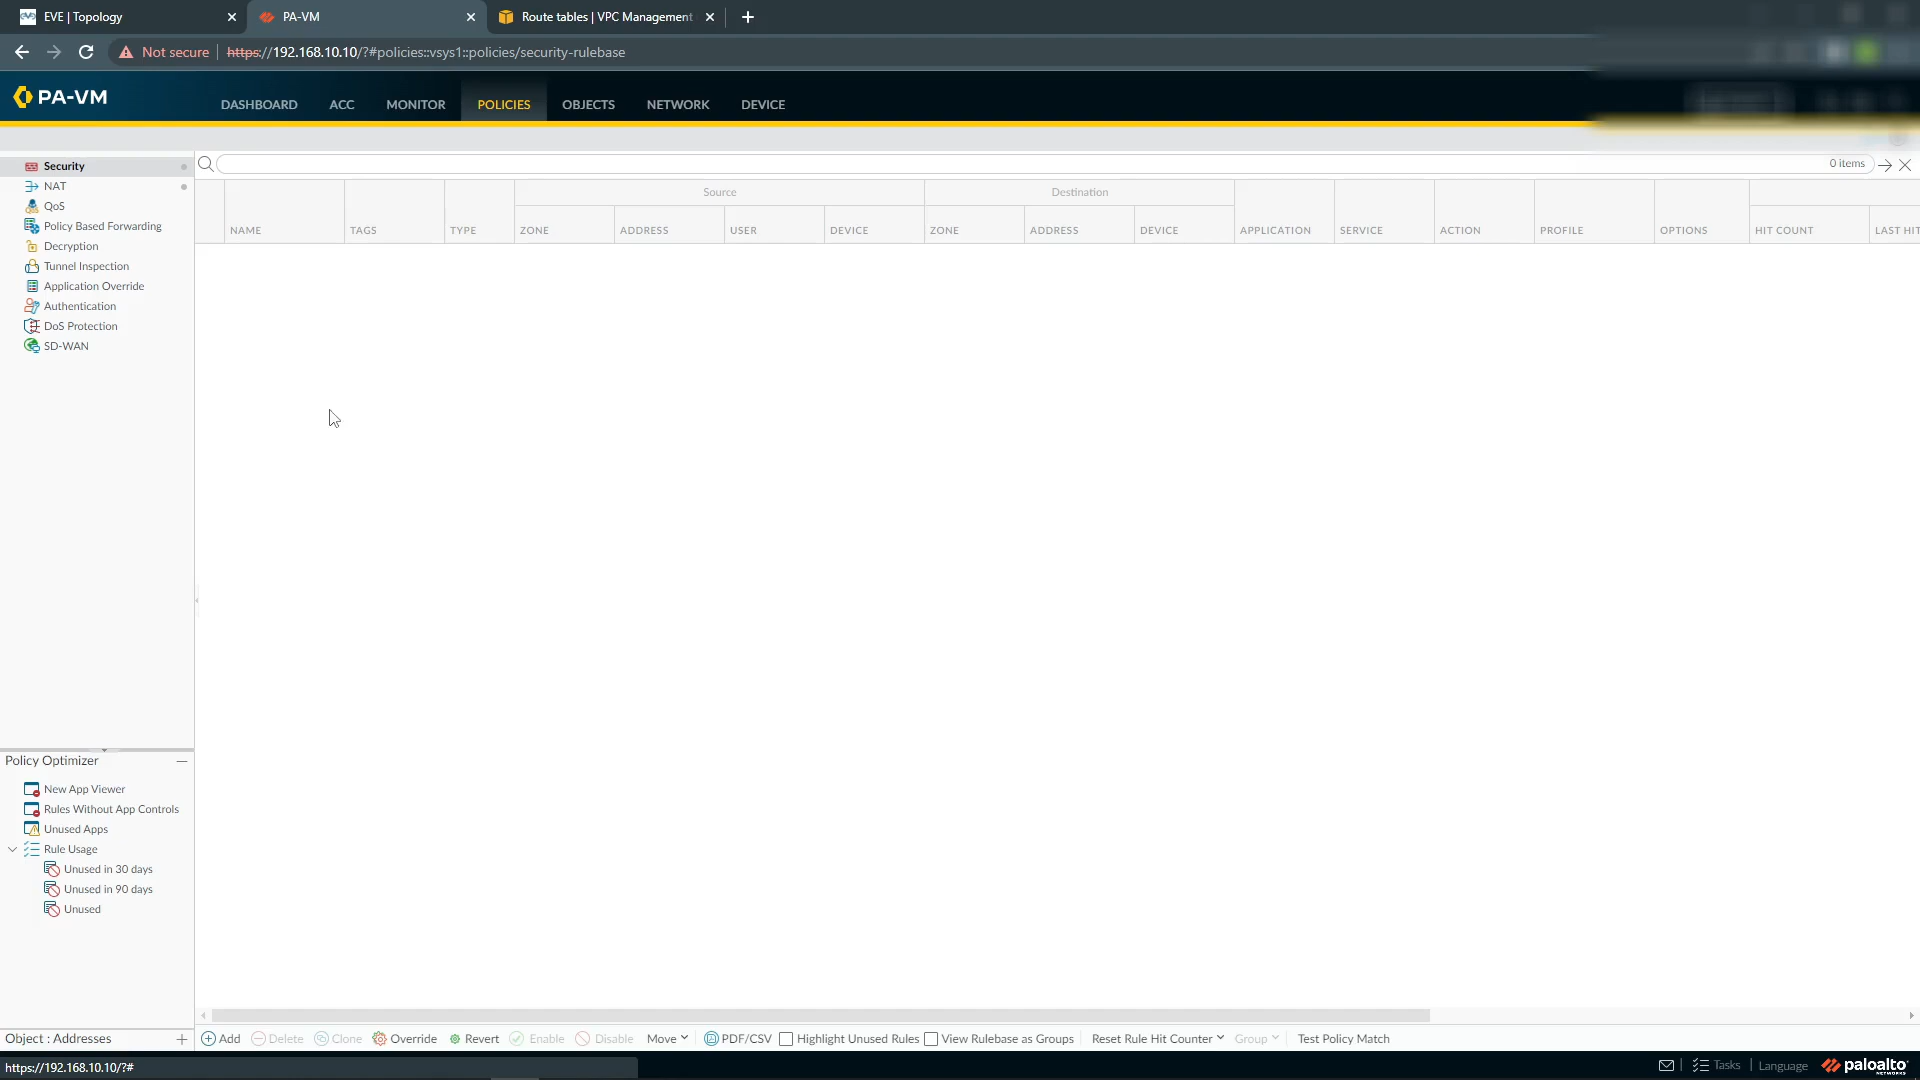 EVE | Topology
PA-VM
Route tables | VPC Management
Not secure
https://192.168.10.10/?#policies::vsys1::policies/security-rulebase
PA-VM
DASHBOARD
ACC
MONITOR
POLICIES
OBJECTS
NETWORK
DEVICE
Security
NAT
QoS
Policy Based Forwarding
Decryption
Tunnel Inspection
Application Override
Authentication
DoS Protection
SD-WAN
0 items
Source
Destination
NAME
TAGS
TYPE
ZONE
ADDRESS
USER
DEVICE
ZONE
ADDRESS
DEVICE
APPLICATION
SERVICE
ACTION
PROFILE
OPTIONS
HIT COUNT
LAST HIT
Policy Optimizer
New App Viewer
Rules Without App Controls
Unused Apps
Rule Usage
Unused in 30 days
Unused in 90 days
Unused
Object : Addresses
Add
Delete
Clone
Override
Revert
Enable
Disable
Move
PDF/CSV
Highlight Unused Rules
View Rulebase as Groups
Reset Rule Hit Counter
Group
Test Policy Match
https://192.168.10.10/?#
Tasks
Language
paloalto
NETWORKS